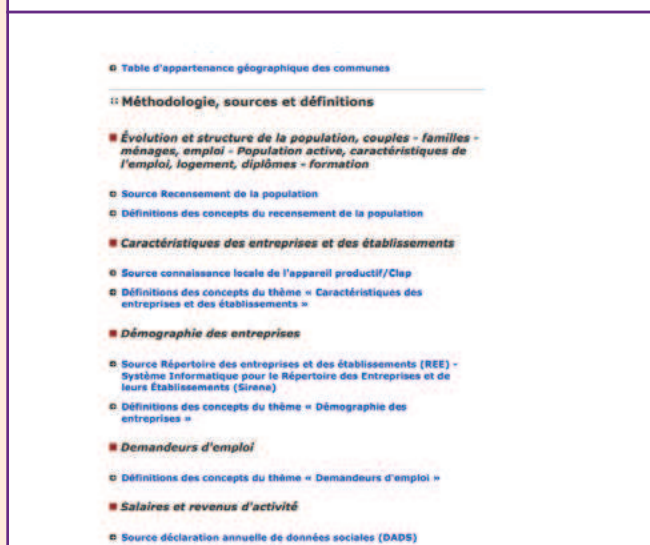 Table d'appartenance géographique des communes
Méthodologie, sources et définitions
Évolution et structure de la population, couples - familles -
ménages, emploi - Population active, caractéristiques de
l'emploi, logement, diplômes - formation
Source Recensement de la population
Définitions des concepts du recensement de la population
Caractéristiques des entreprises et des établissements
Source connaissance locale de l'appareil productif/Clap
Définitions des concepts du thème « Caractéristiques des
entreprises et des établissements »
Démographie des entreprises
Source Répertoire des entreprises et des établissements (REE) -
Système Informatique pour le Répertoire des Entreprises et de
leurs Établissements (Sirene)
Définitions des concepts du thème « Démographie des
entreprises »
Demandeurs d'emploi
Définitions des concepts du thème « Demandeurs d'emploi »
Salaires et revenus d'activité
Source déclaration annuelle de données sociales (DADS)